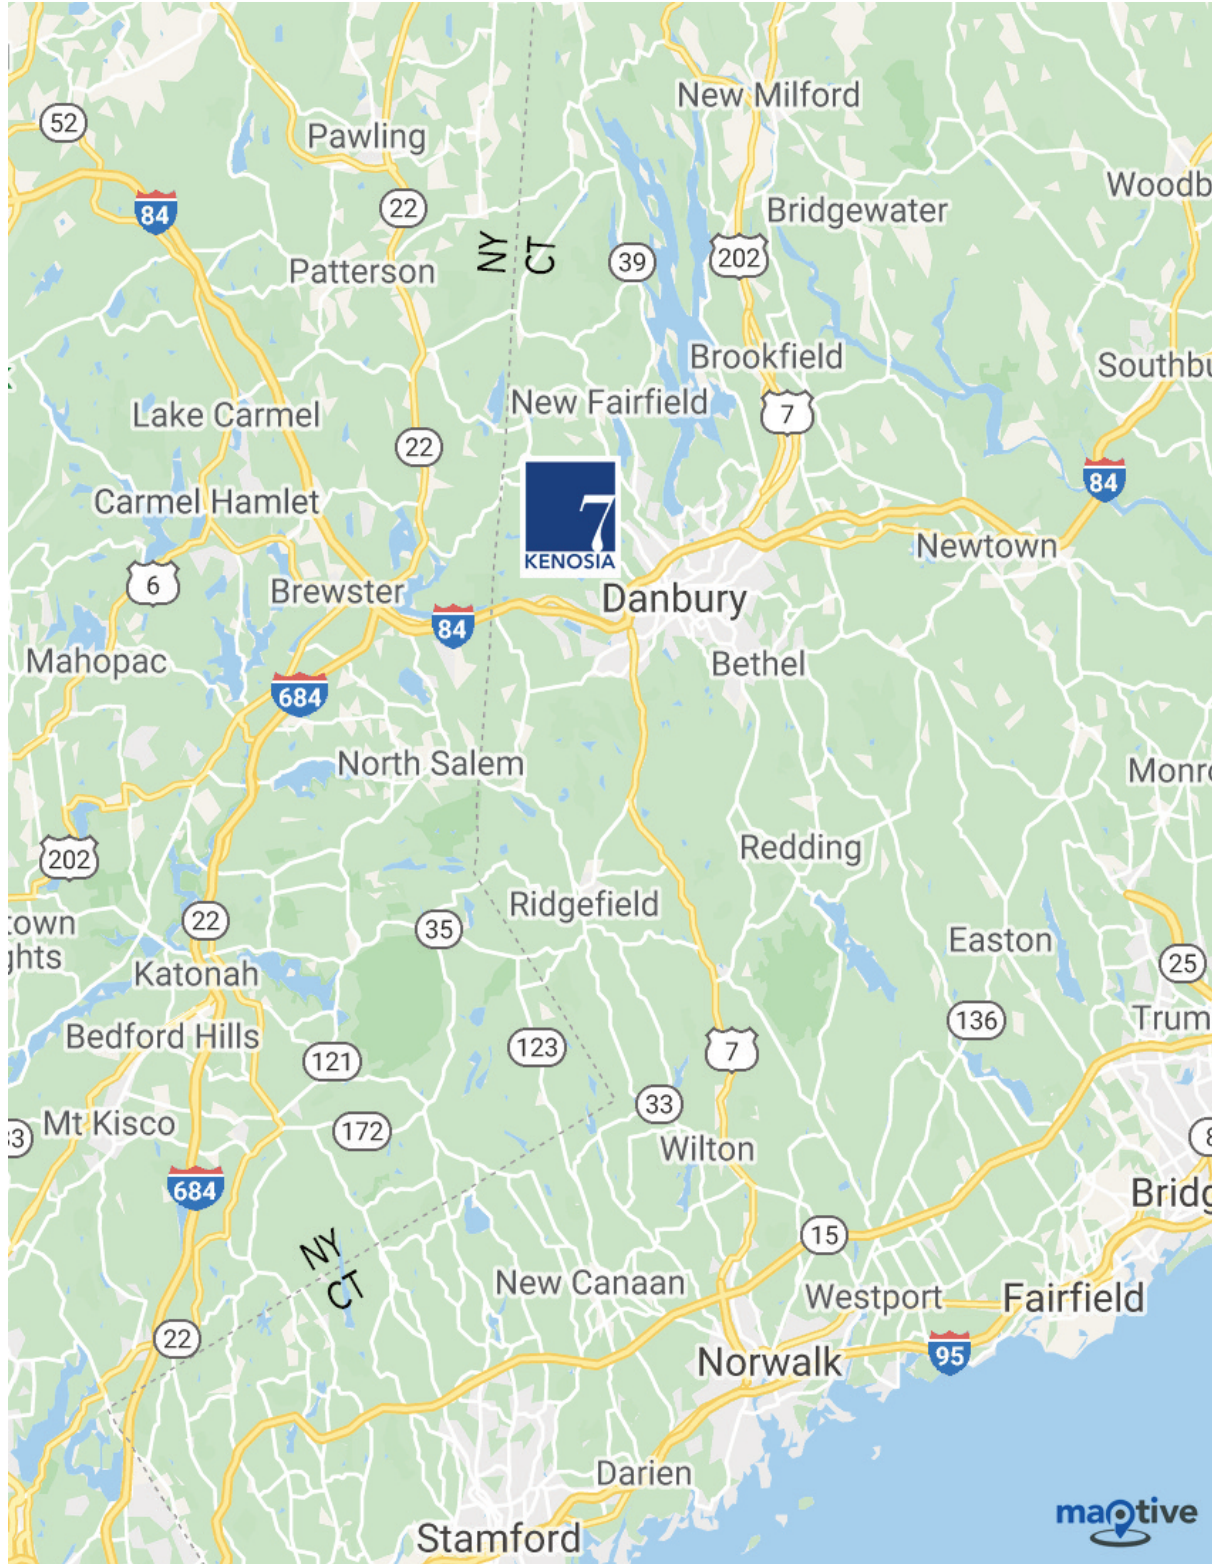 New Milford
52
Pawling
Woodb
84
22
Bridgewater
NY
CT
39
202
Patterson
Brookfield
Southbu
New Fairfield
7
Lake Carmel
22
84
Carmel Hamlet
7
KENOSIA
Newtown
6
Brewster
Danbury
84
Mahopac
Bethel
684
North Salem
Monro
202
Redding
22
35
Ridgefield
town
ghts
Easton
25
Katonah
136
Trum
Bedford Hills
121
123
7
33
Mt Kisco
172
Wilton
8
684
Bridg
NY
CT
15
New Canaan
Westport
Fairfield
22
Norwalk
95
Darien
maptive
Stamford